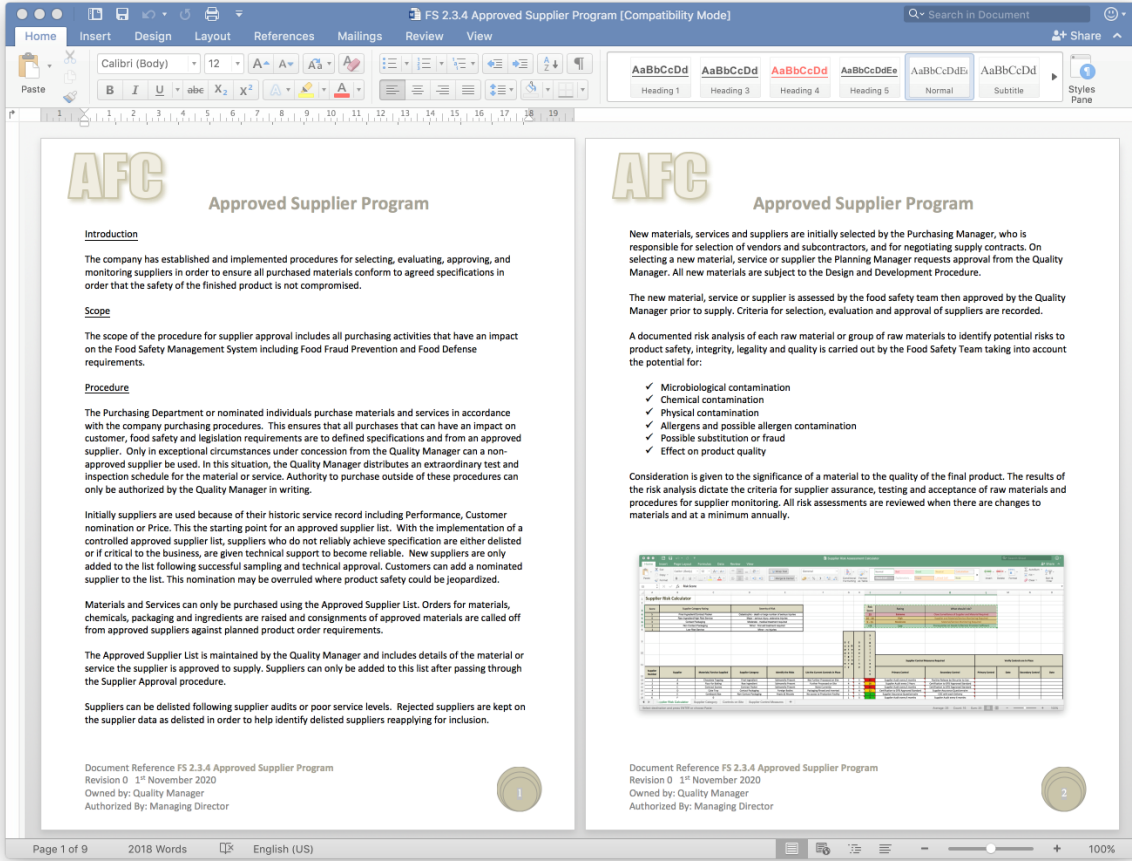 FS 2.3.4 Approved Supplier Program [Compatibility Mode]
Search in Document
Home Insert Design Layout References Mailings Review View
Share
Paste
Calibri (Body) 12
AaBbCcDd AaBbCcDd AaBbCcDd AaBbCcDdEe AaBbCcDdEe AaBbCcDd
Heading 1 Heading 3 Heading 4 Heading 5 Normal Subtitle
Styles
Pane
1 1 2 3 4 5 6 7 8 9 10 11 12 13 14 15 16 17 18 19
AFC
Approved Supplier Program
Introduction
The company has established and implemented procedures for selecting, evaluating, approving, and
monitoring suppliers in order to ensure all purchased materials conform to agreed specifications in
order that the safety of the finished product is not compromised.
Scope
The scope of the procedure for supplier approval includes all purchasing activities that have an impact
on the Food Safety Management System including Food Fraud Prevention and Food Defense
requirements.
Procedure
The Purchasing Department or nominated individuals purchase materials and services in accordance
with the company purchasing procedures. This ensures that all purchases that can have an impact on
customer, food safety and legislation requirements are to defined specifications and from an approved
supplier. Only in exceptional circumstances under concession from the Quality Manager can a non-
approved supplier be used. In this situation, the Quality Manager distributes an extraordinary test and
inspection schedule for the material or service. Authority to purchase outside of these procedures can
only be authorized by the Quality Manager in writing.
Initially suppliers are used because of their historic service record including Performance, Customer
nomination or Price. This the starting point for an approved supplier list. With the implementation of a
controlled approved supplier list, suppliers who do not reliably achieve specification are either delisted
or if critical to the business, are given technical support to become reliable. New suppliers are only
added to the list following successful sampling and technical approval. Customers can add a nominated
supplier to the list. This nomination may be overruled where product safety could be jeopardized.
Materials and Services can only be purchased using the Approved Supplier List. Orders for materials,
chemicals, packaging and ingredients are raised and consignments of approved materials are called off
from approved suppliers against planned product order requirements.
The Approved Supplier List is maintained by the Quality Manager and includes details of the material or
service the supplier is approved to supply. Suppliers can only be added to this list after passing through
the Supplier Approval procedure.
Suppliers can be delisted following supplier audits or poor service levels. Rejected suppliers are kept on
the supplier data as delisted in order to help identify delisted suppliers reapplying for inclusion.
Document Reference FS 2.3.4 Approved Supplier Program
Revision 0 1st November 2020
Owned by: Quality Manager
Authorized By: Managing Director
1
AFC
Approved Supplier Program
New materials, services and suppliers are initially selected by the Purchasing Manager, who is
responsible for selection of vendors and subcontractors, and for negotiating supply contracts. On
selecting a new material, service or supplier the Planning Manager requests approval from the Quality
Manager. All new materials are subject to the Design and Development Procedure.
The new material, service or supplier is assessed by the food safety team then approved by the Quality
Manager prior to supply. Criteria for selection, evaluation and approval of suppliers are recorded.
A documented risk analysis of each raw material or group of raw materials to identify potential risks to
product safety, integrity, legality and quality is carried out by the Food Safety Team taking into account
the potential for:
✓ Microbiological contamination
✓ Chemical contamination
✓ Physical contamination
✓ Allergens and possible allergen contamination
✓ Possible substitution or fraud
✓ Effect on product quality
Consideration is given to the significance of a material to the quality of the final product. The results of
the risk analysis dictate the criteria for supplier assurance, testing and acceptance of raw materials and
procedures for supplier monitoring. All risk assessments are reviewed when there are changes to
materials and at a minimum annually.
Supplier Risk Calculator
Document Reference FS 2.3.4 Approved Supplier Program
Revision 0 1st November 2020
Owned by: Quality Manager
Authorized By: Managing Director
2
Page 1 of 9 2018 Words English (US) 100%